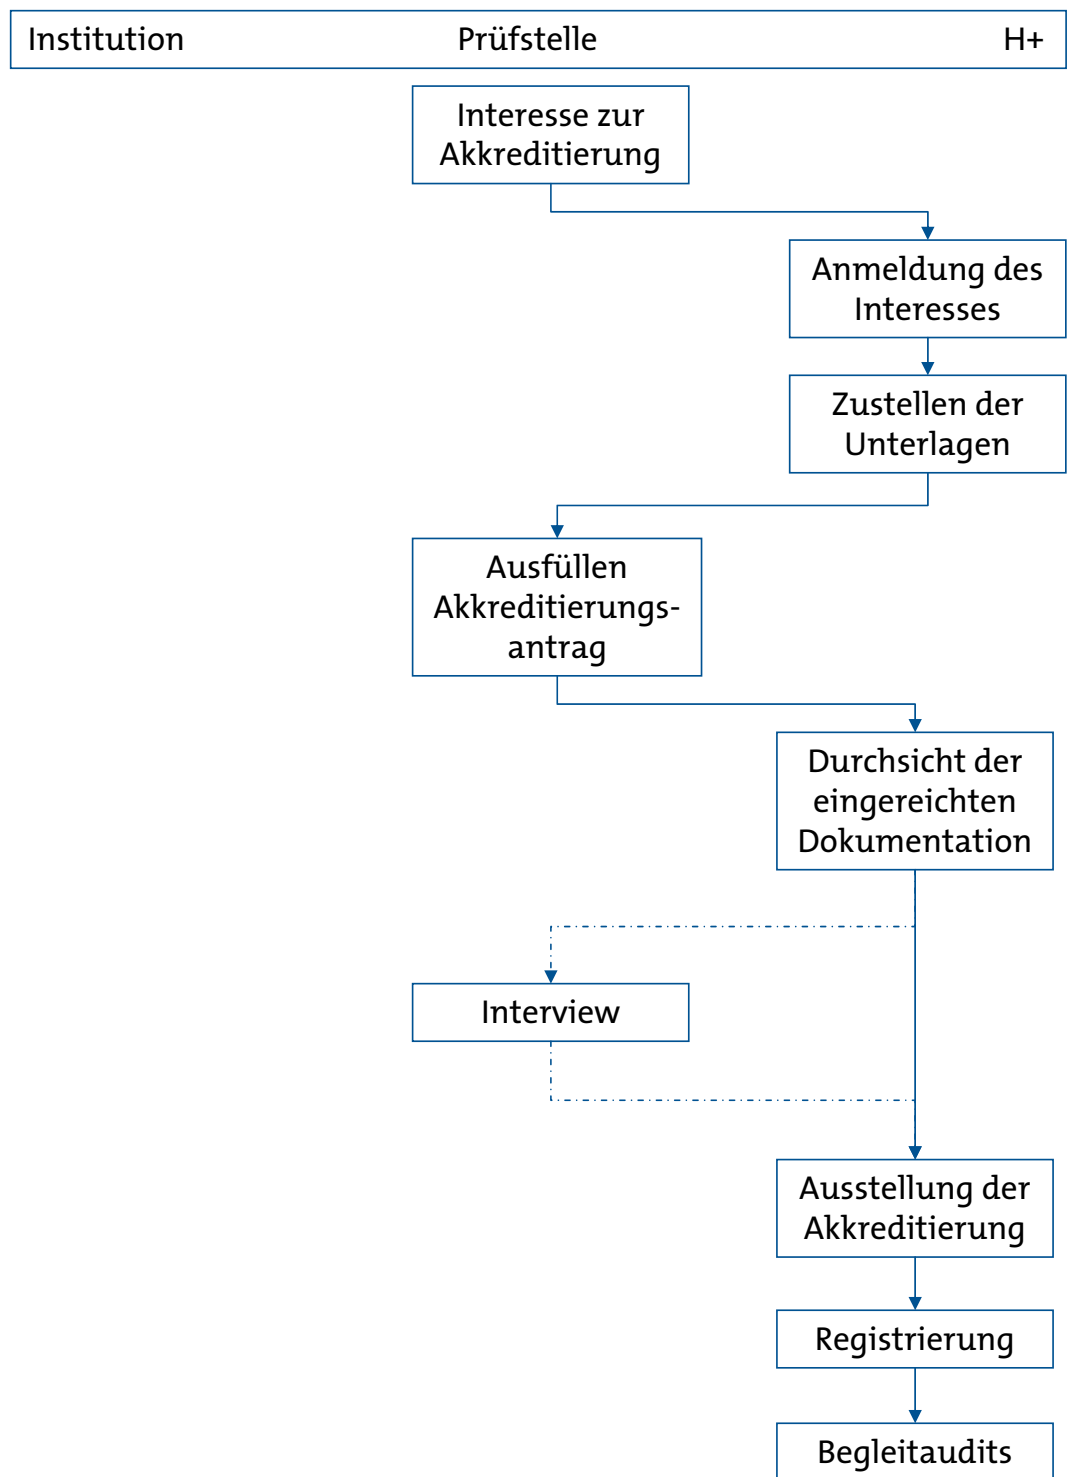 Institution Prüfstelle H+
Interesse zur
Akkreditierung
Anmeldung des
Interesses
Zustellen der
Unterlagen
Ausfüllen
Akkreditierungs-
antrag
Durchsicht der
eingereichten
Dokumentation
Interview
Ausstellung der
Akkreditierung
Registrierung
Begleitaudits